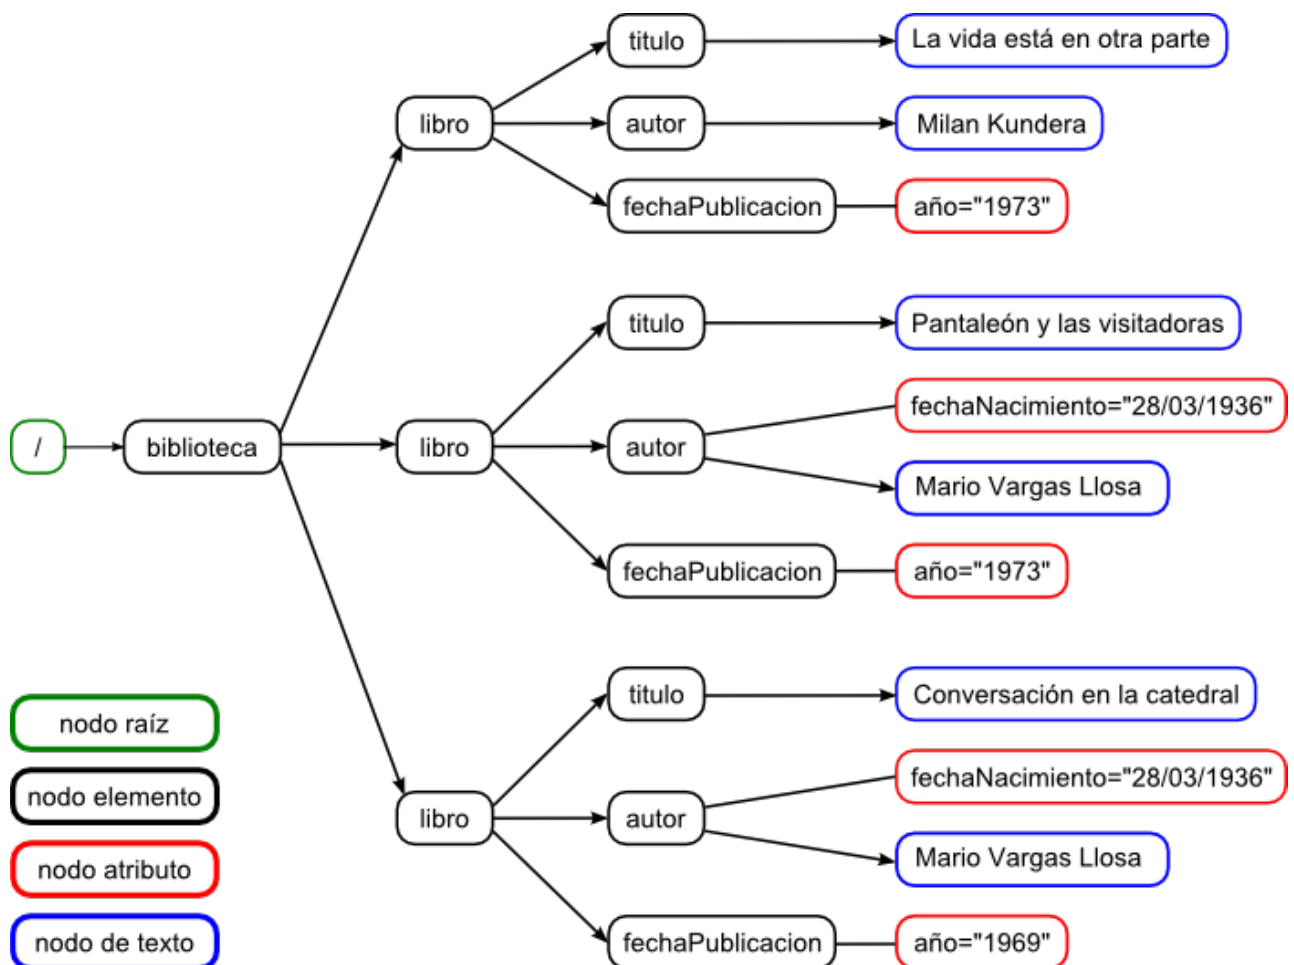 titulo
La vida está en otra parte
libro
autor
Milan Kundera
fechaPublicacion
año="1973"
titulo
Pantaleón y las visitadoras
/
biblioteca
libro
autor
fechaNacimiento="28/03/1936"
Mario Vargas Llosa
fechaPublicacion
año="1973"
titulo
Conversación en la catedral
libro
autor
fechaNacimiento="28/03/1936"
Mario Vargas Llosa
fechaPublicacion
año="1969"
nodo raíz
nodo elemento
nodo atributo
nodo de texto